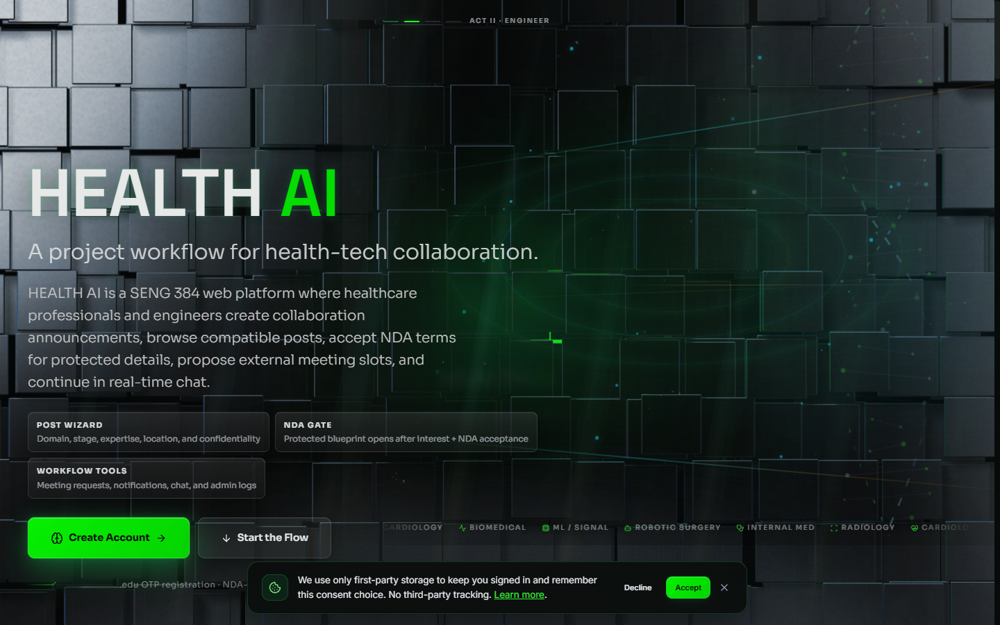 ACT II · ENGINEER
HEALTH AI
A project workflow for health-tech collaboration.
HEALTH AI is a SENG 384 web platform where healthcare
professionals and engineers create collaboration
announcements, browse compatible posts, accept NDA terms
for protected details, propose external meeting slots, and
continue in real-time chat.
POST WIZARD
Domain, stage, expertise, location, and confidentiality
NDA GATE
Protected blueprint opens after interest + NDA acceptance
WORKFLOW TOOLS
Meeting requests, notifications, chat, and admin logs
Create Account
Start the Flow
CARDIOLOGY BIOMEDICAL ML / SIGNAL ROBOTIC SURGERY INTERNAL MED RADIOLOGY CARDIOLO
.edu OTP registration · NDA-
We use only first-party storage to keep you signed in and remember
this consent choice. No third-party tracking. Learn more.
Decline
Accept